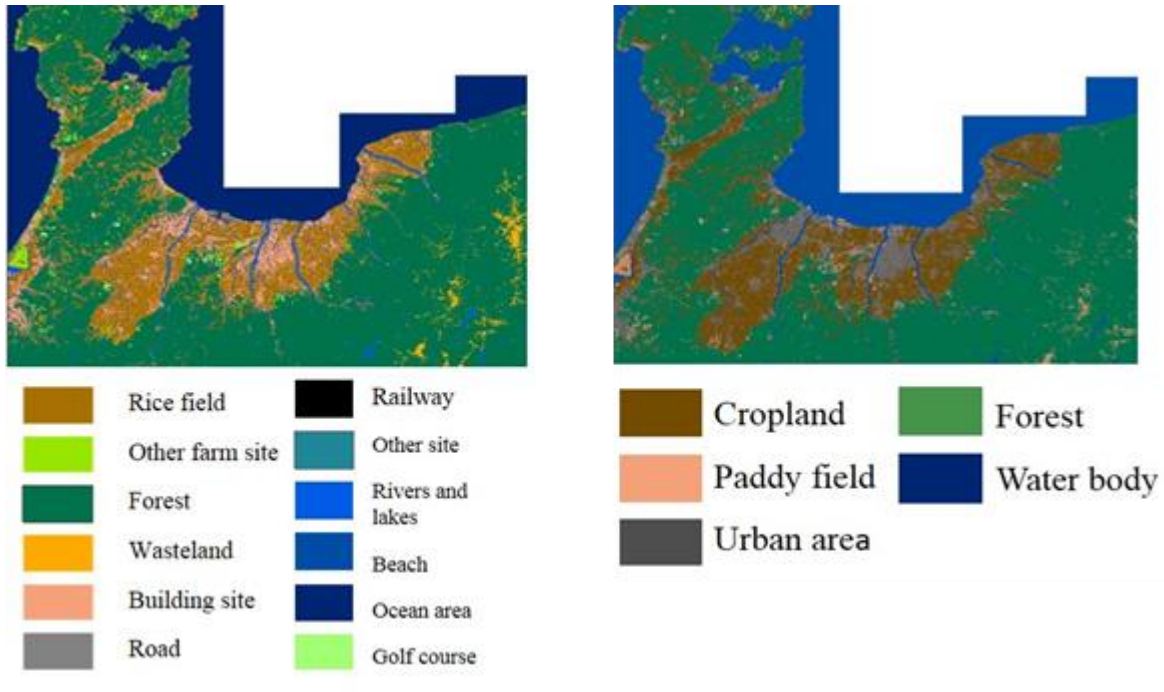 Rice field
Other farm site
Forest
Wasteland
Building site
Road
Railway
Other site
Rivers and
lakes
Beach
Ocean area
Golf course
Cropland
Paddy field
Urban area
Forest
Water body